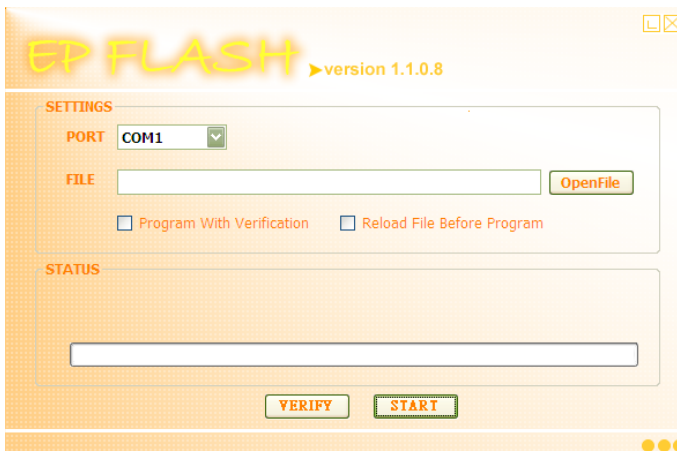 EP FLASH version 1.1.0.8
SETTINGS
PORT COM1
FILE OpenFile
Program With Verification Reload File Before Program
STATUS
VERIFY START